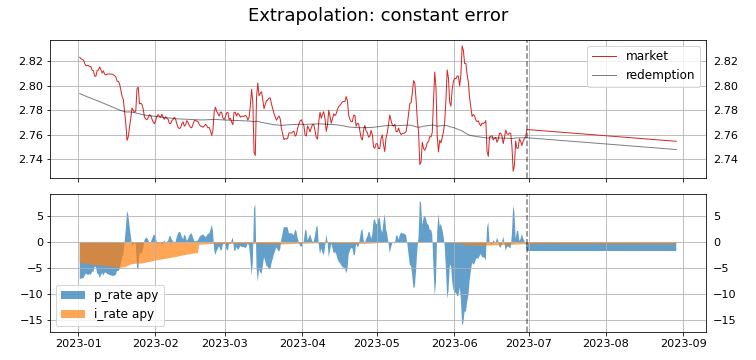 Extrapolation: constant error
2.82 2.82
2.80 2.80
2.78 2.78
2.76 2.76
2.74 2.74
market
redemption
5 5
0 0
−5 −5
−10 −10
−15 −15
p_rate apy
i_rate apy
2023-01 2023-02 2023-03 2023-04 2023-05 2023-06 2023-07 2023-08 2023-09